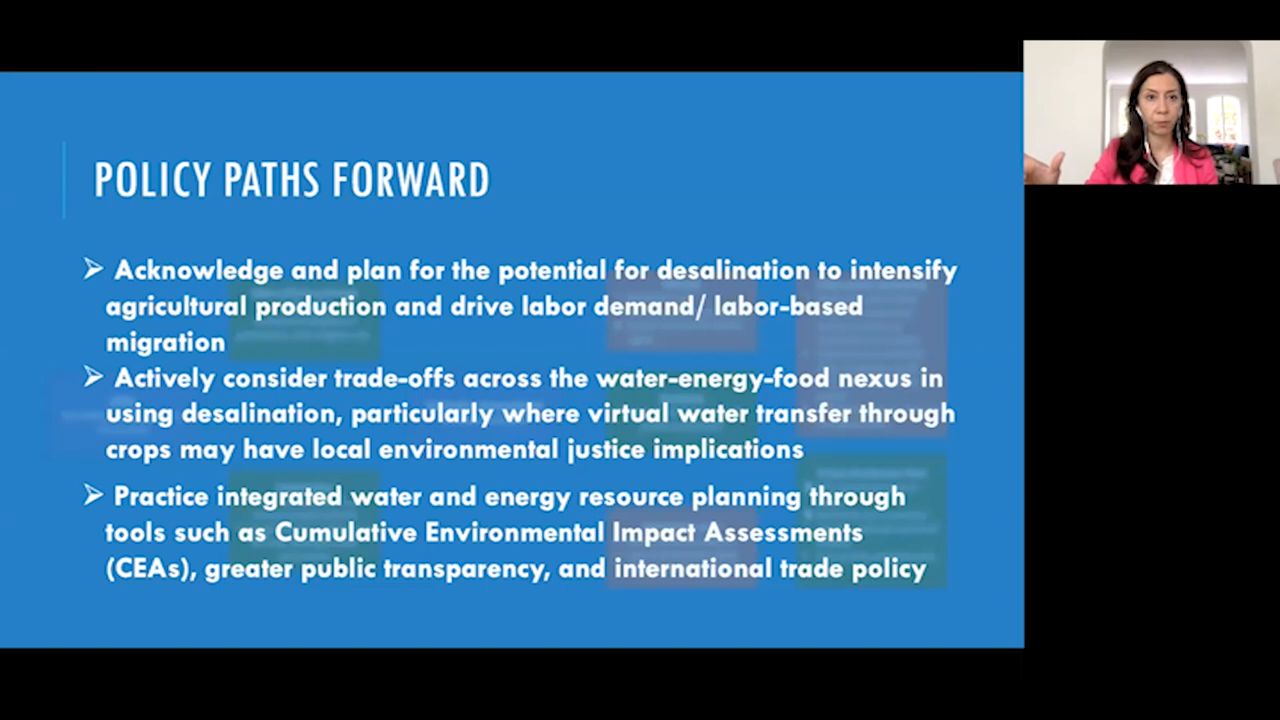 POLICY PATHS FORWARD
➢ Acknowledge and plan for the potential for desalination to intensify
agricultural production and drive labor demand/ labor-based
migration
➢ Actively consider trade-offs across the water-energy-food nexus in
using desalination, particularly where virtual water transfer through
crops may have local environmental justice implications
➢ Practice integrated water and energy resource planning through
tools such as Cumulative Environmental Impact Assessments
(CEAs), greater public transparency, and international trade policy